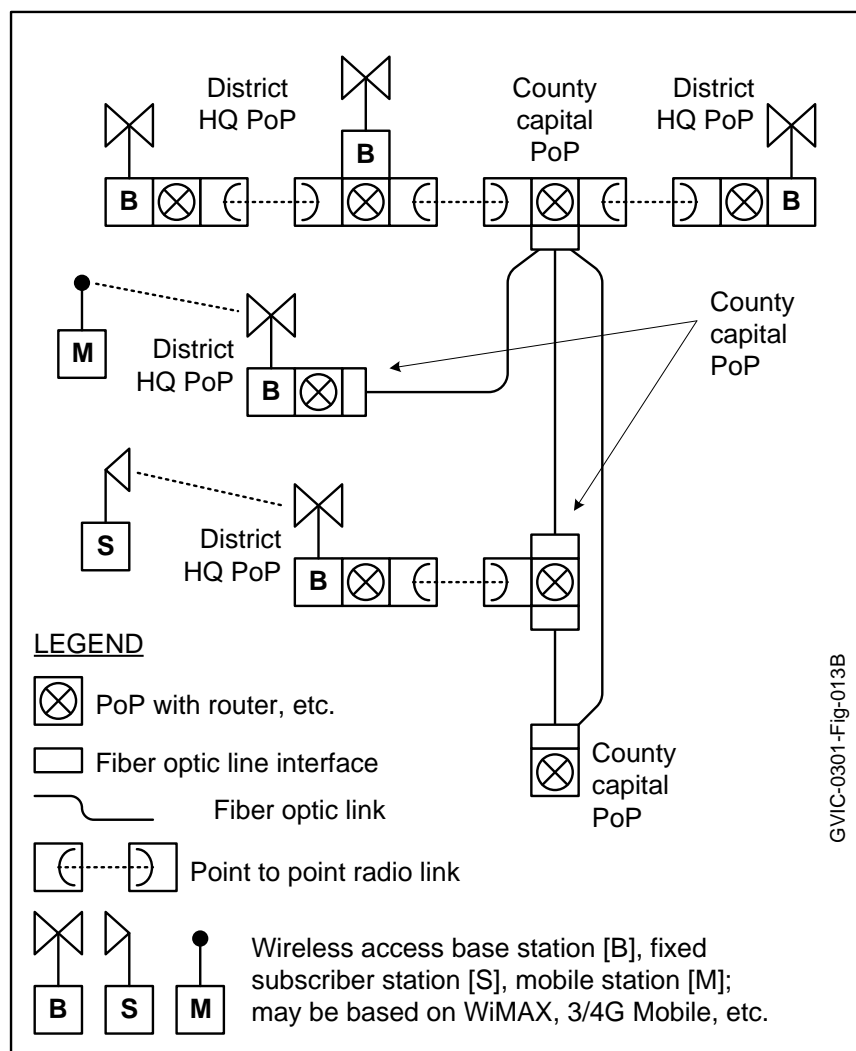 District
HQ PoP
County
capital
PoP
District
HQ PoP
B
B
B
M
District
HQ PoP
B
County
capital
PoP
S
District
HQ PoP
B
LEGEND
PoP with router, etc.
Fiber optic line interface
Fiber optic link
Point to point radio link
County
capital
PoP
B
S
M
Wireless access base station [B], fixed
subscriber station [S], mobile station [M];
may be based on WiMAX, 3/4G Mobile, etc.
GVIC-0301-Fig-013B